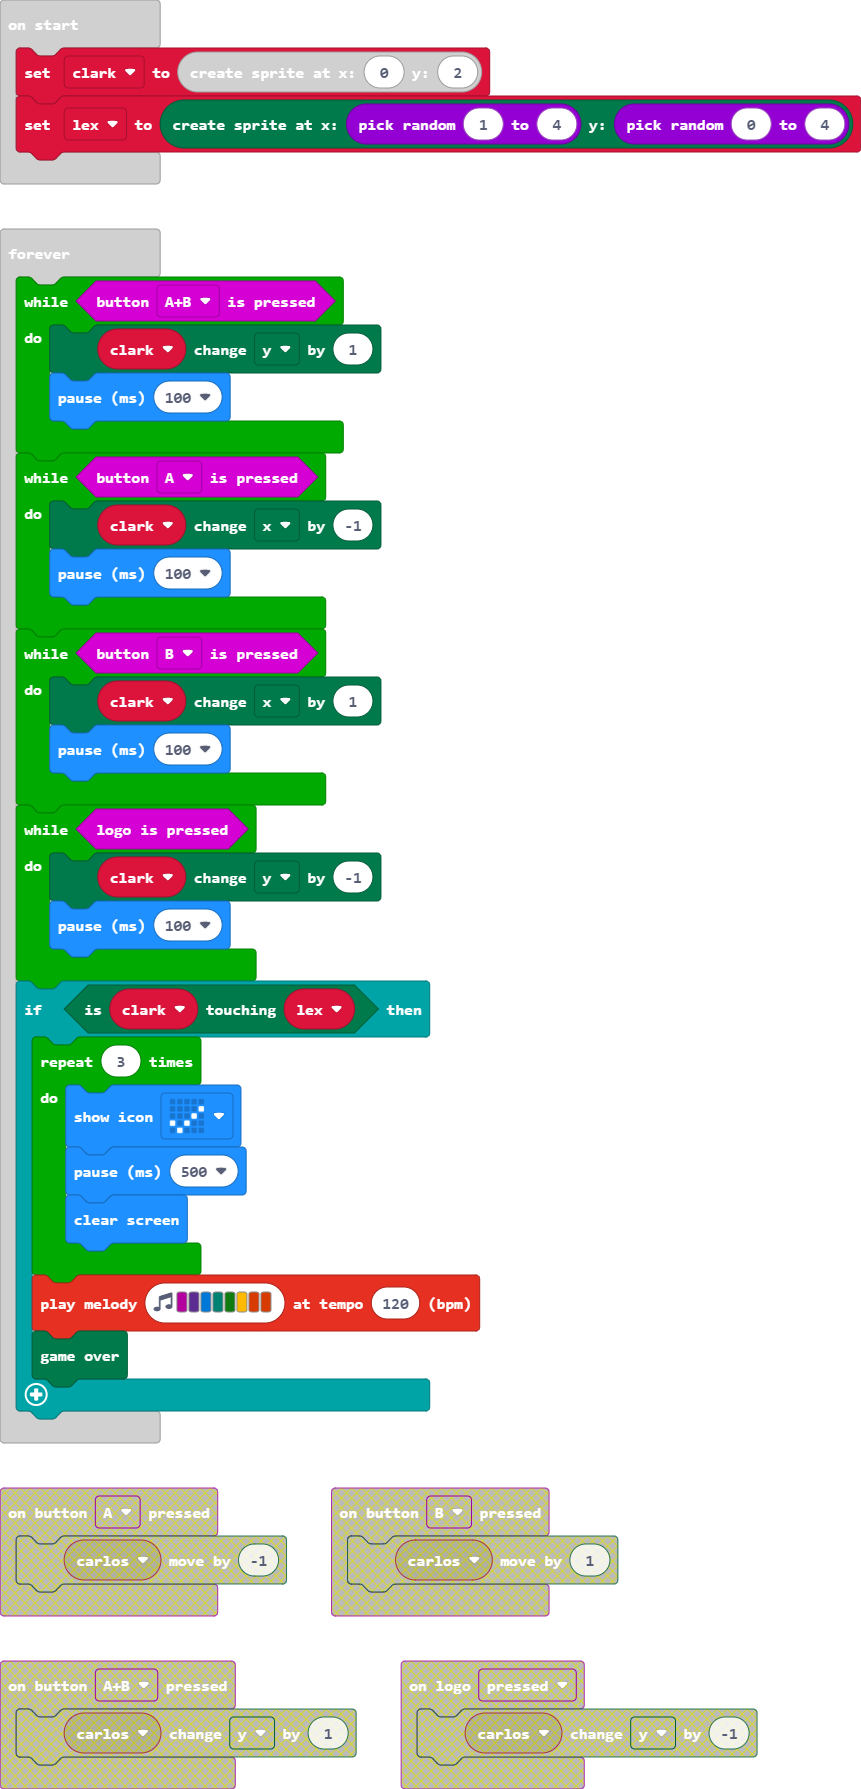 on start
set clark to create sprite at x: 0 y: 2
set lex to create sprite at x: pick random 1 to 4 y: pick random 0 to 4
forever
while button A+B is pressed
do clark change y by 1
pause (ms) 100
while button A is pressed
do clark change x by -1
pause (ms) 100
while button B is pressed
do clark change x by 1
pause (ms) 100
while logo is pressed
do clark change y by -1
pause (ms) 100
if is clark touching lex then
repeat 3 times
do show icon
pause (ms) 500
clear screen
play melody at tempo 120 (bpm)
game over
on button A pressed
carlos move by -1
on button B pressed
carlos move by 1
on button A+B pressed
carlos change y by 1
on logo pressed
carlos change y by -1